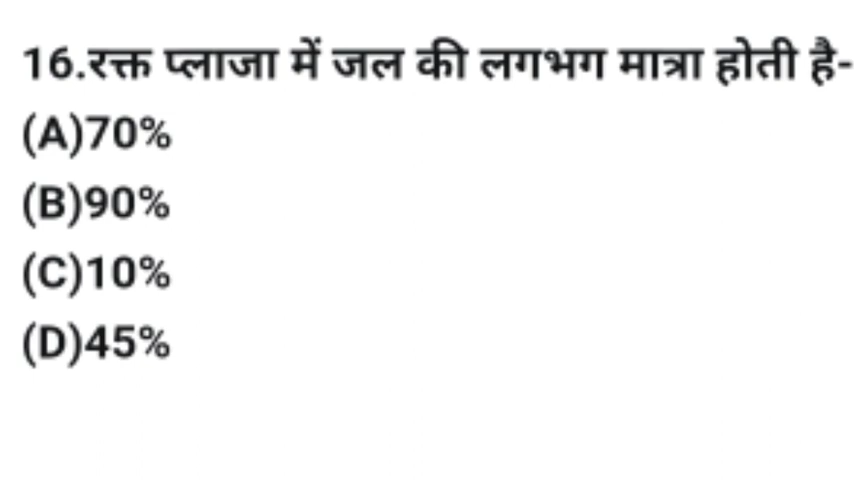 16.रक्त प्लाजा में जल की लगभग मात्रा होती है-
(A)70%
(B)90%
(C)10%
(D)45%